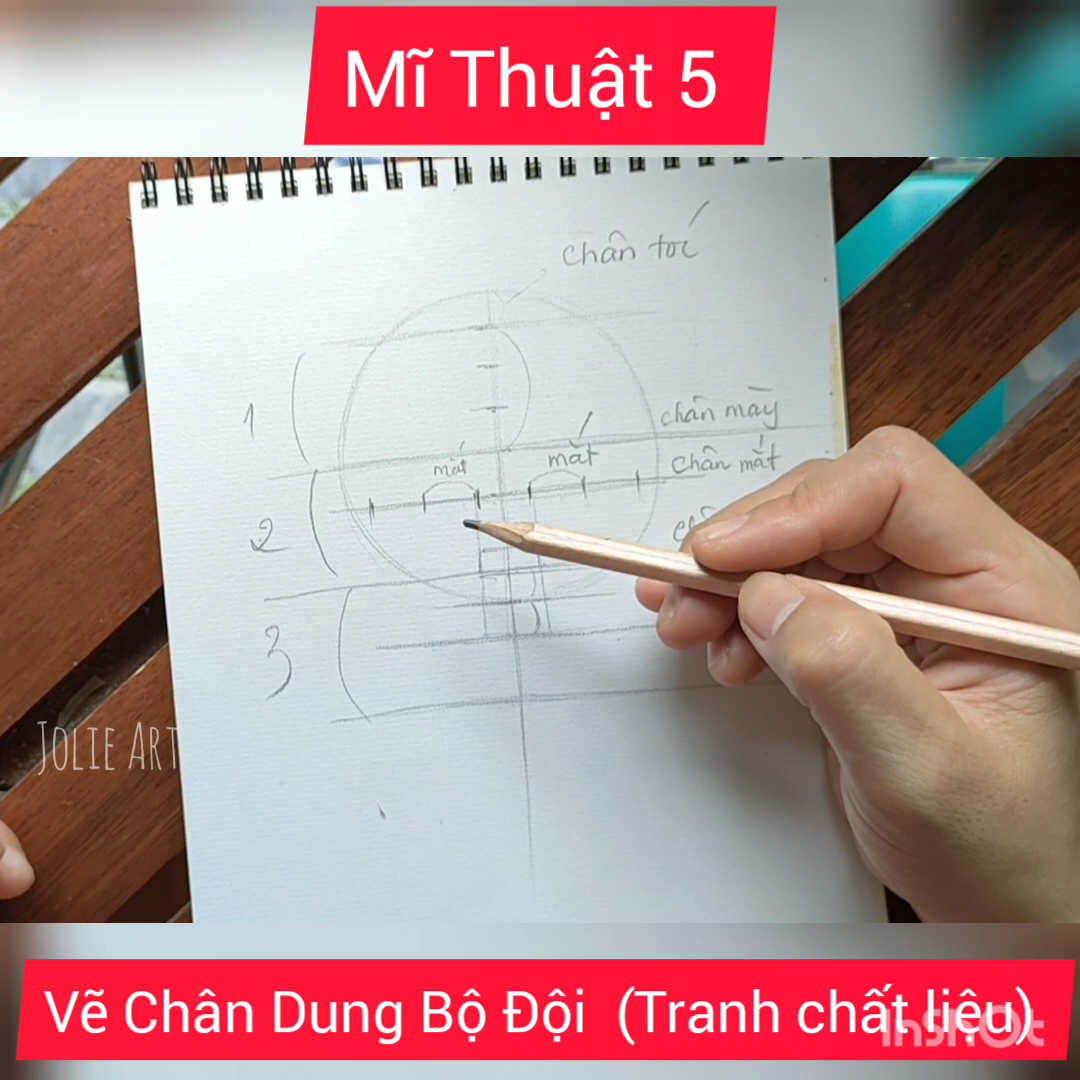 Mĩ Thuật 5
chân tóc
1
chân mày
mắt
mắt
chân mắt
2
3
JOLIE ART
Vẽ Chân Dung Bộ Đội (Tranh chất liệu)
InShOt